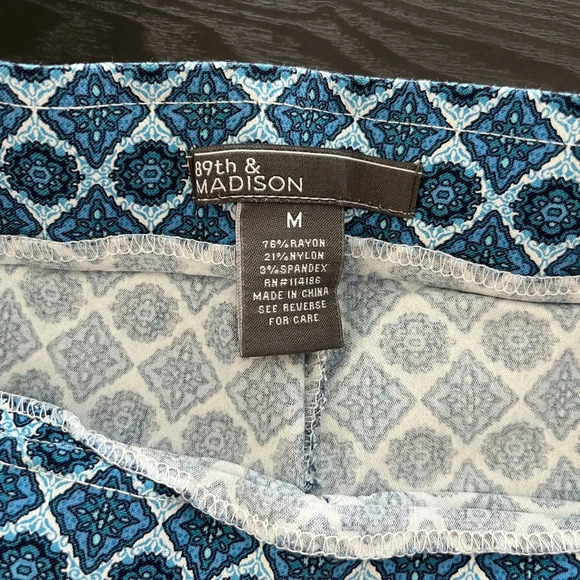 89th &
MADISON
M
76% RAYON
21% NYLON
3% SPANDEX
RN# 114186
MADE IN CHINA
SEE REVERSE
FOR CARE